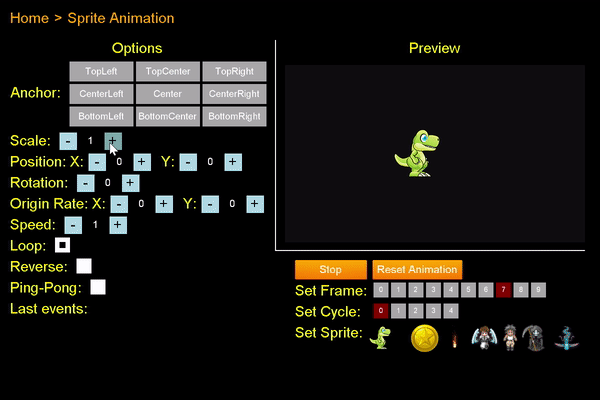 Home > Sprite Animation
Options
Anchor:
TopLeft TopCenter TopRight
CenterLeft Center CenterRight
BottomLeft BottomCenter BottomRight
Scale: - 1 +
Position: X: - 0 + Y: - 0 +
Rotation: - 0 +
Origin Rate: X: - 0 + Y: - 0 +
Speed: - 1 +
Loop:
Reverse:
Ping-Pong:
Last events:
Preview
Stop Reset Animation
Set Frame: 0 1 2 3 4 5 6 7 8 9
Set Cycle: 0 1 2 3 4
Set Sprite: